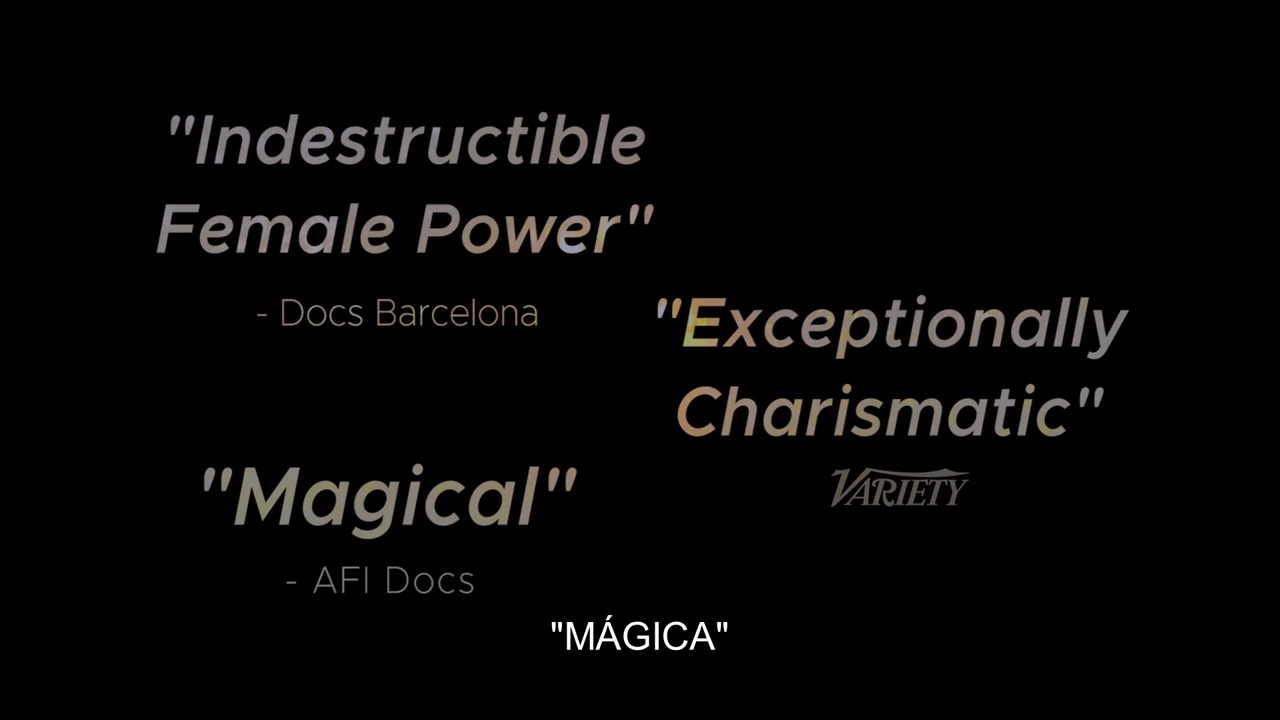 "Indestructible
Female Power"
- Docs Barcelona
"Exceptionally
Charismatic"
VARIETY
"Magical"
- AFI Docs
"MÁGICA"